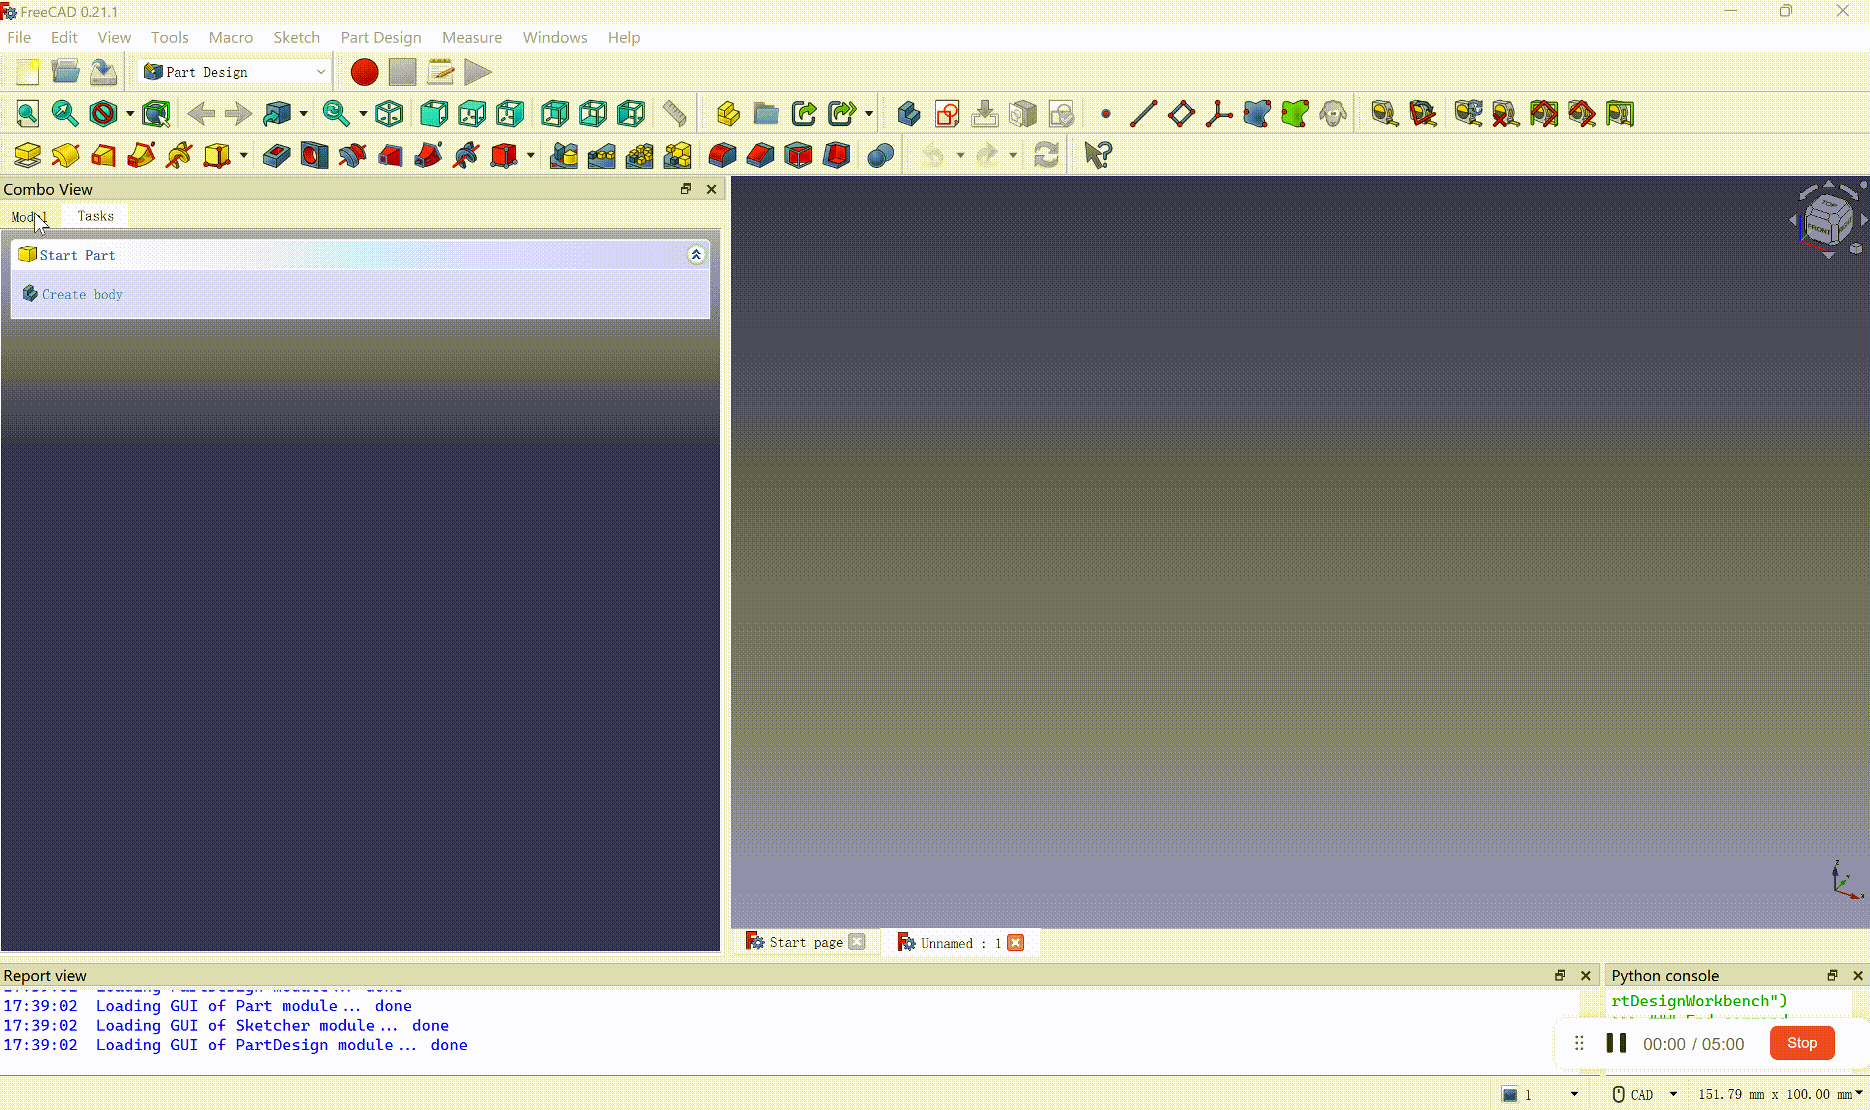 FreeCAD 0.21.1
File Edit View Tools Macro Sketch Part Design Measure Windows Help
Part Design
Combo View
Model Tasks
Start Part
Create body
TOP
FRONT
Z
Y
X
Start page
Unnamed : 1
Report view
17:39:02 Loading GUI of Part module... done
17:39:02 Loading GUI of Sketcher module... done
17:39:02 Loading GUI of PartDesign module... done
Python console
rtDesignWorkbench")
00:00 / 05:00
Stop
1
CAD
151.79 mm x 100.00 mm